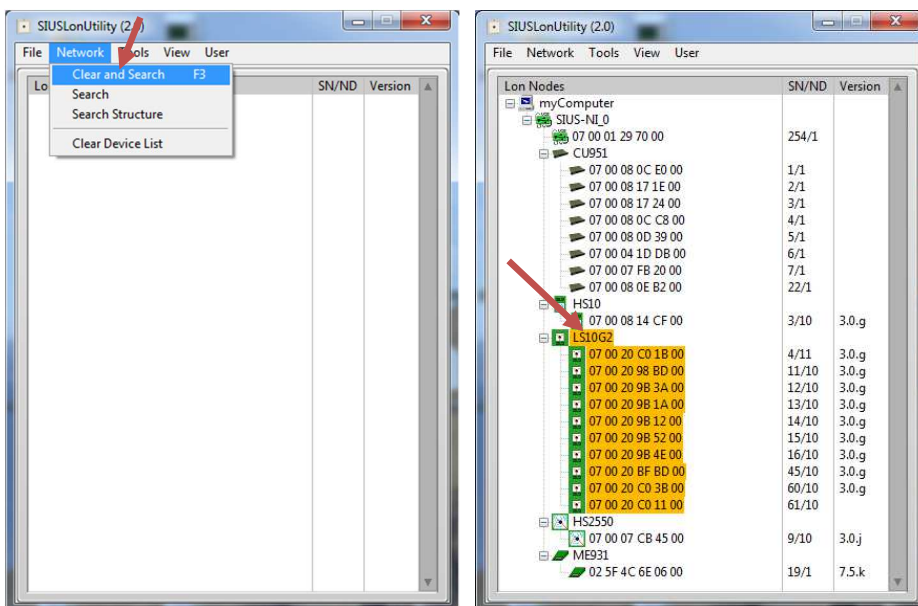 SIUSLonUtility (2.0)
File Network Tools View User
Lo SN/ND Version
Clear and Search F3
Search
Search Structure
Clear Device List
SIUSLonUtility (2.0)
File Network Tools View User
Lon Nodes SN/ND Version
myComputer
SIUS-NI_0
07 00 01 29 70 00 254/1
CU951
07 00 08 0C E0 00 1/1
07 00 08 17 1E 00 2/1
07 00 08 17 24 00 3/1
07 00 08 0C C8 00 4/1
07 00 08 0D 39 00 5/1
07 00 04 1D DB 00 6/1
07 00 07 FB 20 00 7/1
07 00 08 0E B2 00 22/1
HS10
07 00 08 14 CF 00 3/10 3.0.g
LS10G2
07 00 20 C0 1B 00 4/11 3.0.g
07 00 20 98 BD 00 11/10 3.0.g
07 00 20 9B 3A 00 12/10 3.0.g
07 00 20 9B 1A 00 13/10 3.0.g
07 00 20 9B 12 00 14/10 3.0.g
07 00 20 9B 52 00 15/10 3.0.g
07 00 20 9B 4E 00 16/10 3.0.g
07 00 20 BF BD 00 45/10 3.0.g
07 00 20 C0 3B 00 60/10 3.0.g
07 00 20 C0 11 00 61/10
HS2550
07 00 07 CB 45 00 9/10 3.0.j
ME931
02 5F 4C 6E 06 00 19/1 7.5.k